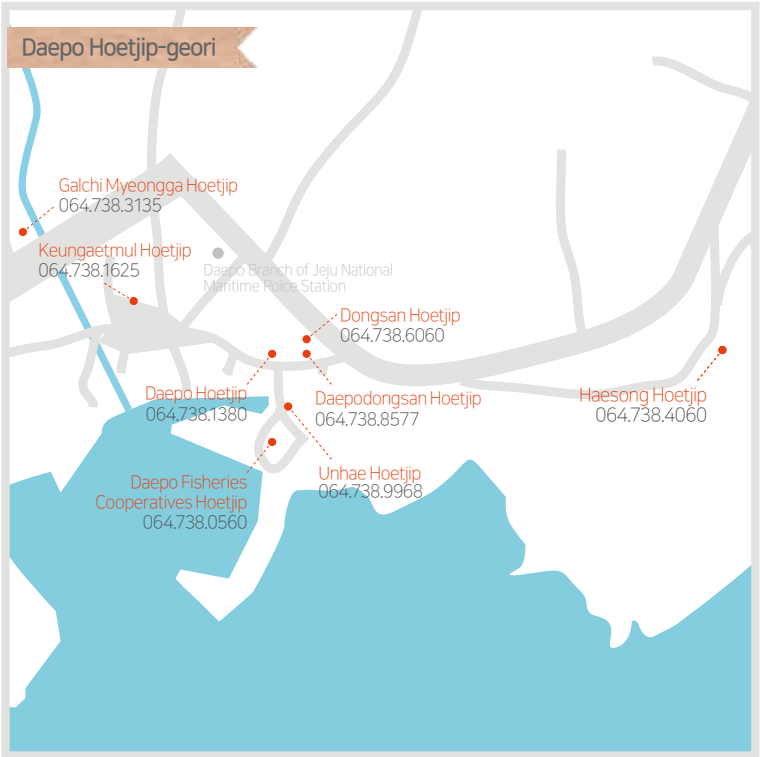 Daepo Hoetjip-geori
Galchi Myeongga Hoetjip
064.738.3135
Keungaetmul Hoetjip
064.738.1625
Daepo Branch of Jeju National
Maritime Poice Station
Dongsan Hoetjip
064.738.6060
Daepo Hoetjip
064.738.1380
Daepodongsan Hoetjip
064.738.8577
Haesong Hoetjip
064.738.4060
Unhae Hoetjip
064.738.9968
Daepo Fisheries
Cooperatives Hoetjip
064.738.0560